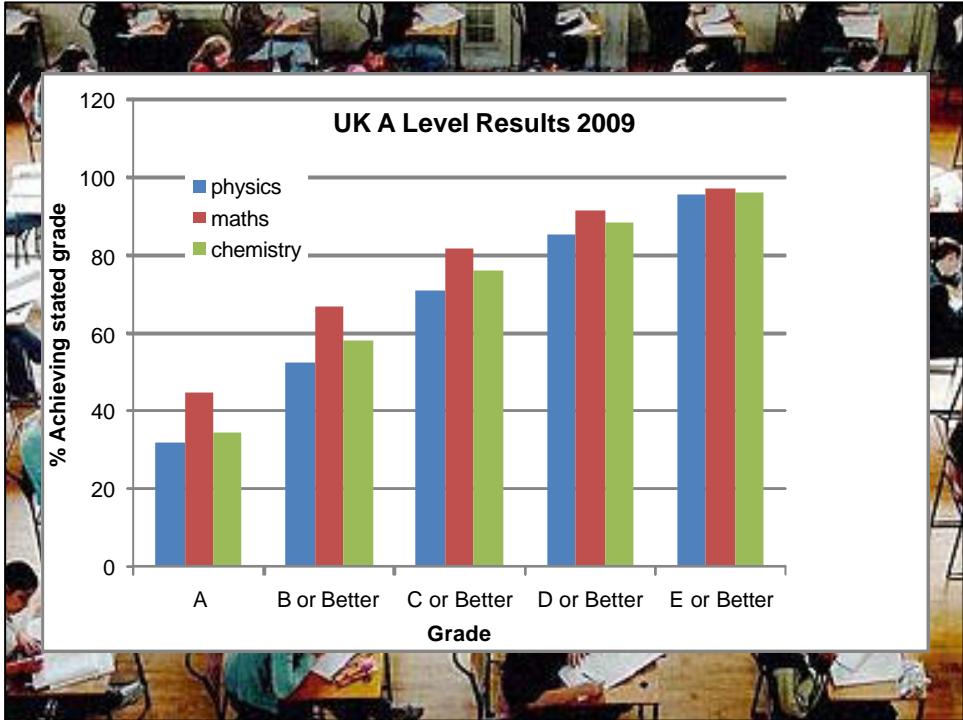 UK A Level Results 2009
120
100
80
60
40
20
0
% Achieving stated grade
physics
maths
chemistry
A
B or Better
C or Better
D or Better
E or Better
Grade